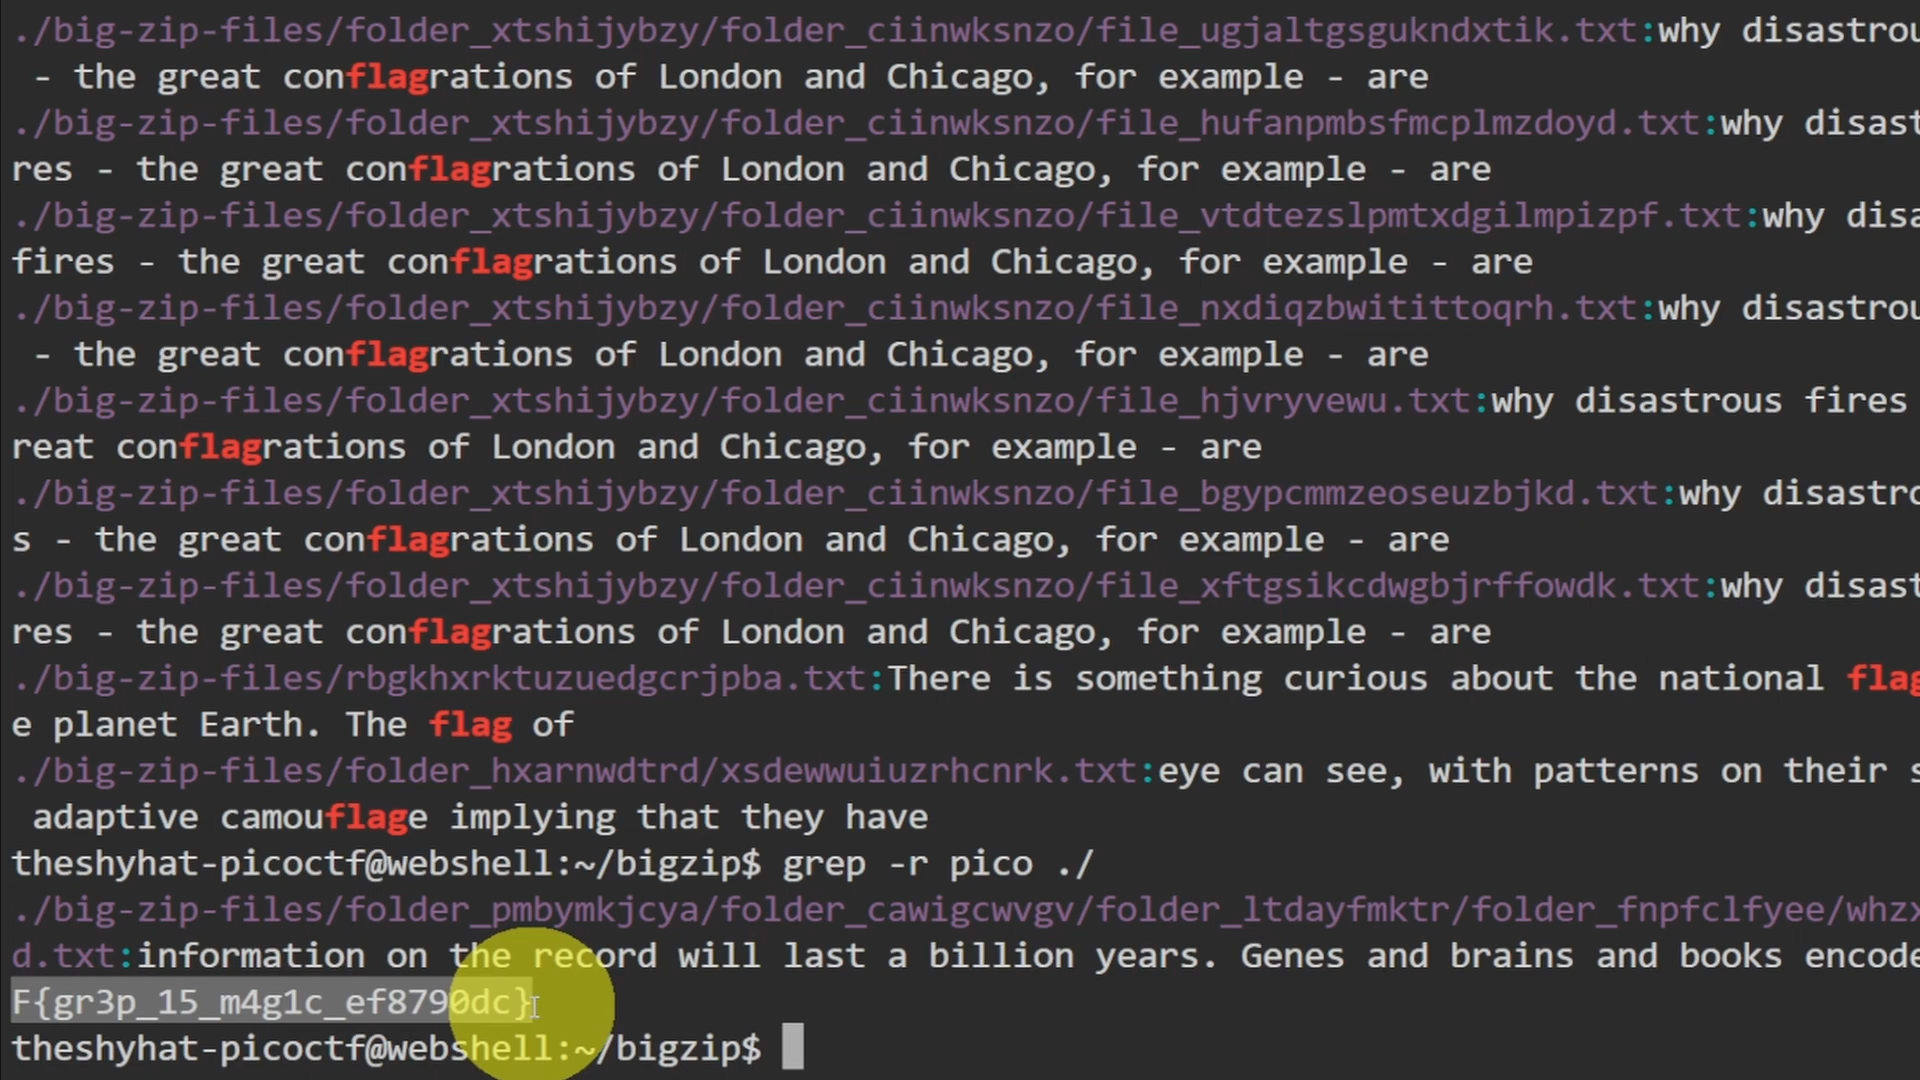 ./big-zip-files/folder_xtshijybzy/folder_ciinwksnzo/file_ugjaltgsgukndxtik.txt:why disastrou
- the great conflagrations of London and Chicago, for example - are
./big-zip-files/folder_xtshijybzy/folder_ciinwksnzo/file_hufanpmbsfmcplmzdoyd.txt:why disast
res - the great conflagrations of London and Chicago, for example - are
./big-zip-files/folder_xtshijybzy/folder_ciinwksnzo/file_vtdtezslpmtxdgilmpizpf.txt:why disa
fires - the great conflagrations of London and Chicago, for example - are
./big-zip-files/folder_xtshijybzy/folder_ciinwksnzo/file_nxdiqzbwitittoqrh.txt:why disastrou
- the great conflagrations of London and Chicago, for example - are
./big-zip-files/folder_xtshijybzy/folder_ciinwksnzo/file_hjvryvewu.txt:why disastrous fires
reat conflagrations of London and Chicago, for example - are
./big-zip-files/folder_xtshijybzy/folder_ciinwksnzo/file_bgypcmmzeoseuzbjkd.txt:why disastro
s - the great conflagrations of London and Chicago, for example - are
./big-zip-files/folder_xtshijybzy/folder_ciinwksnzo/file_xftgsikcdwgbjrffowdk.txt:why disast
res - the great conflagrations of London and Chicago, for example - are
./big-zip-files/rbgkhxrktuzuedgcrjpba.txt:There is something curious about the national flag
e planet Earth. The flag of
./big-zip-files/folder_hxarnwdtrd/xsdewwuiuzrhcnrk.txt:eye can see, with patterns on their s
adaptive camouflage implying that they have
theshyhat-picoctf@webshell:~/bigzip$ grep -r pico ./
./big-zip-files/folder_pmbymkjcya/folder_cawigcwvgv/folder_ltdayfmktr/folder_fnpfclfyee/whzx
d.txt:information on the record will last a billion years. Genes and brains and books encode
F{gr3p_15_m4g1c_ef8790dc}
theshyhat-picoctf@webshell:~/bigzip$